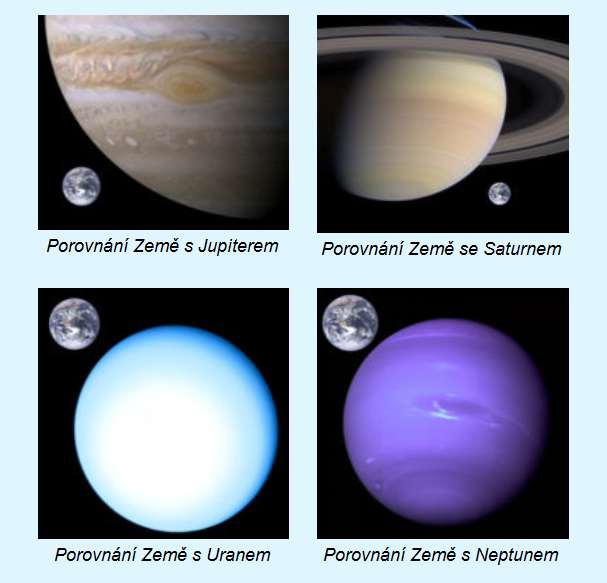 Porovnání Země s Jupiterem
Porovnání Země se Saturnem
Porovnání Země s Uranem
Porovnání Země s Neptunem